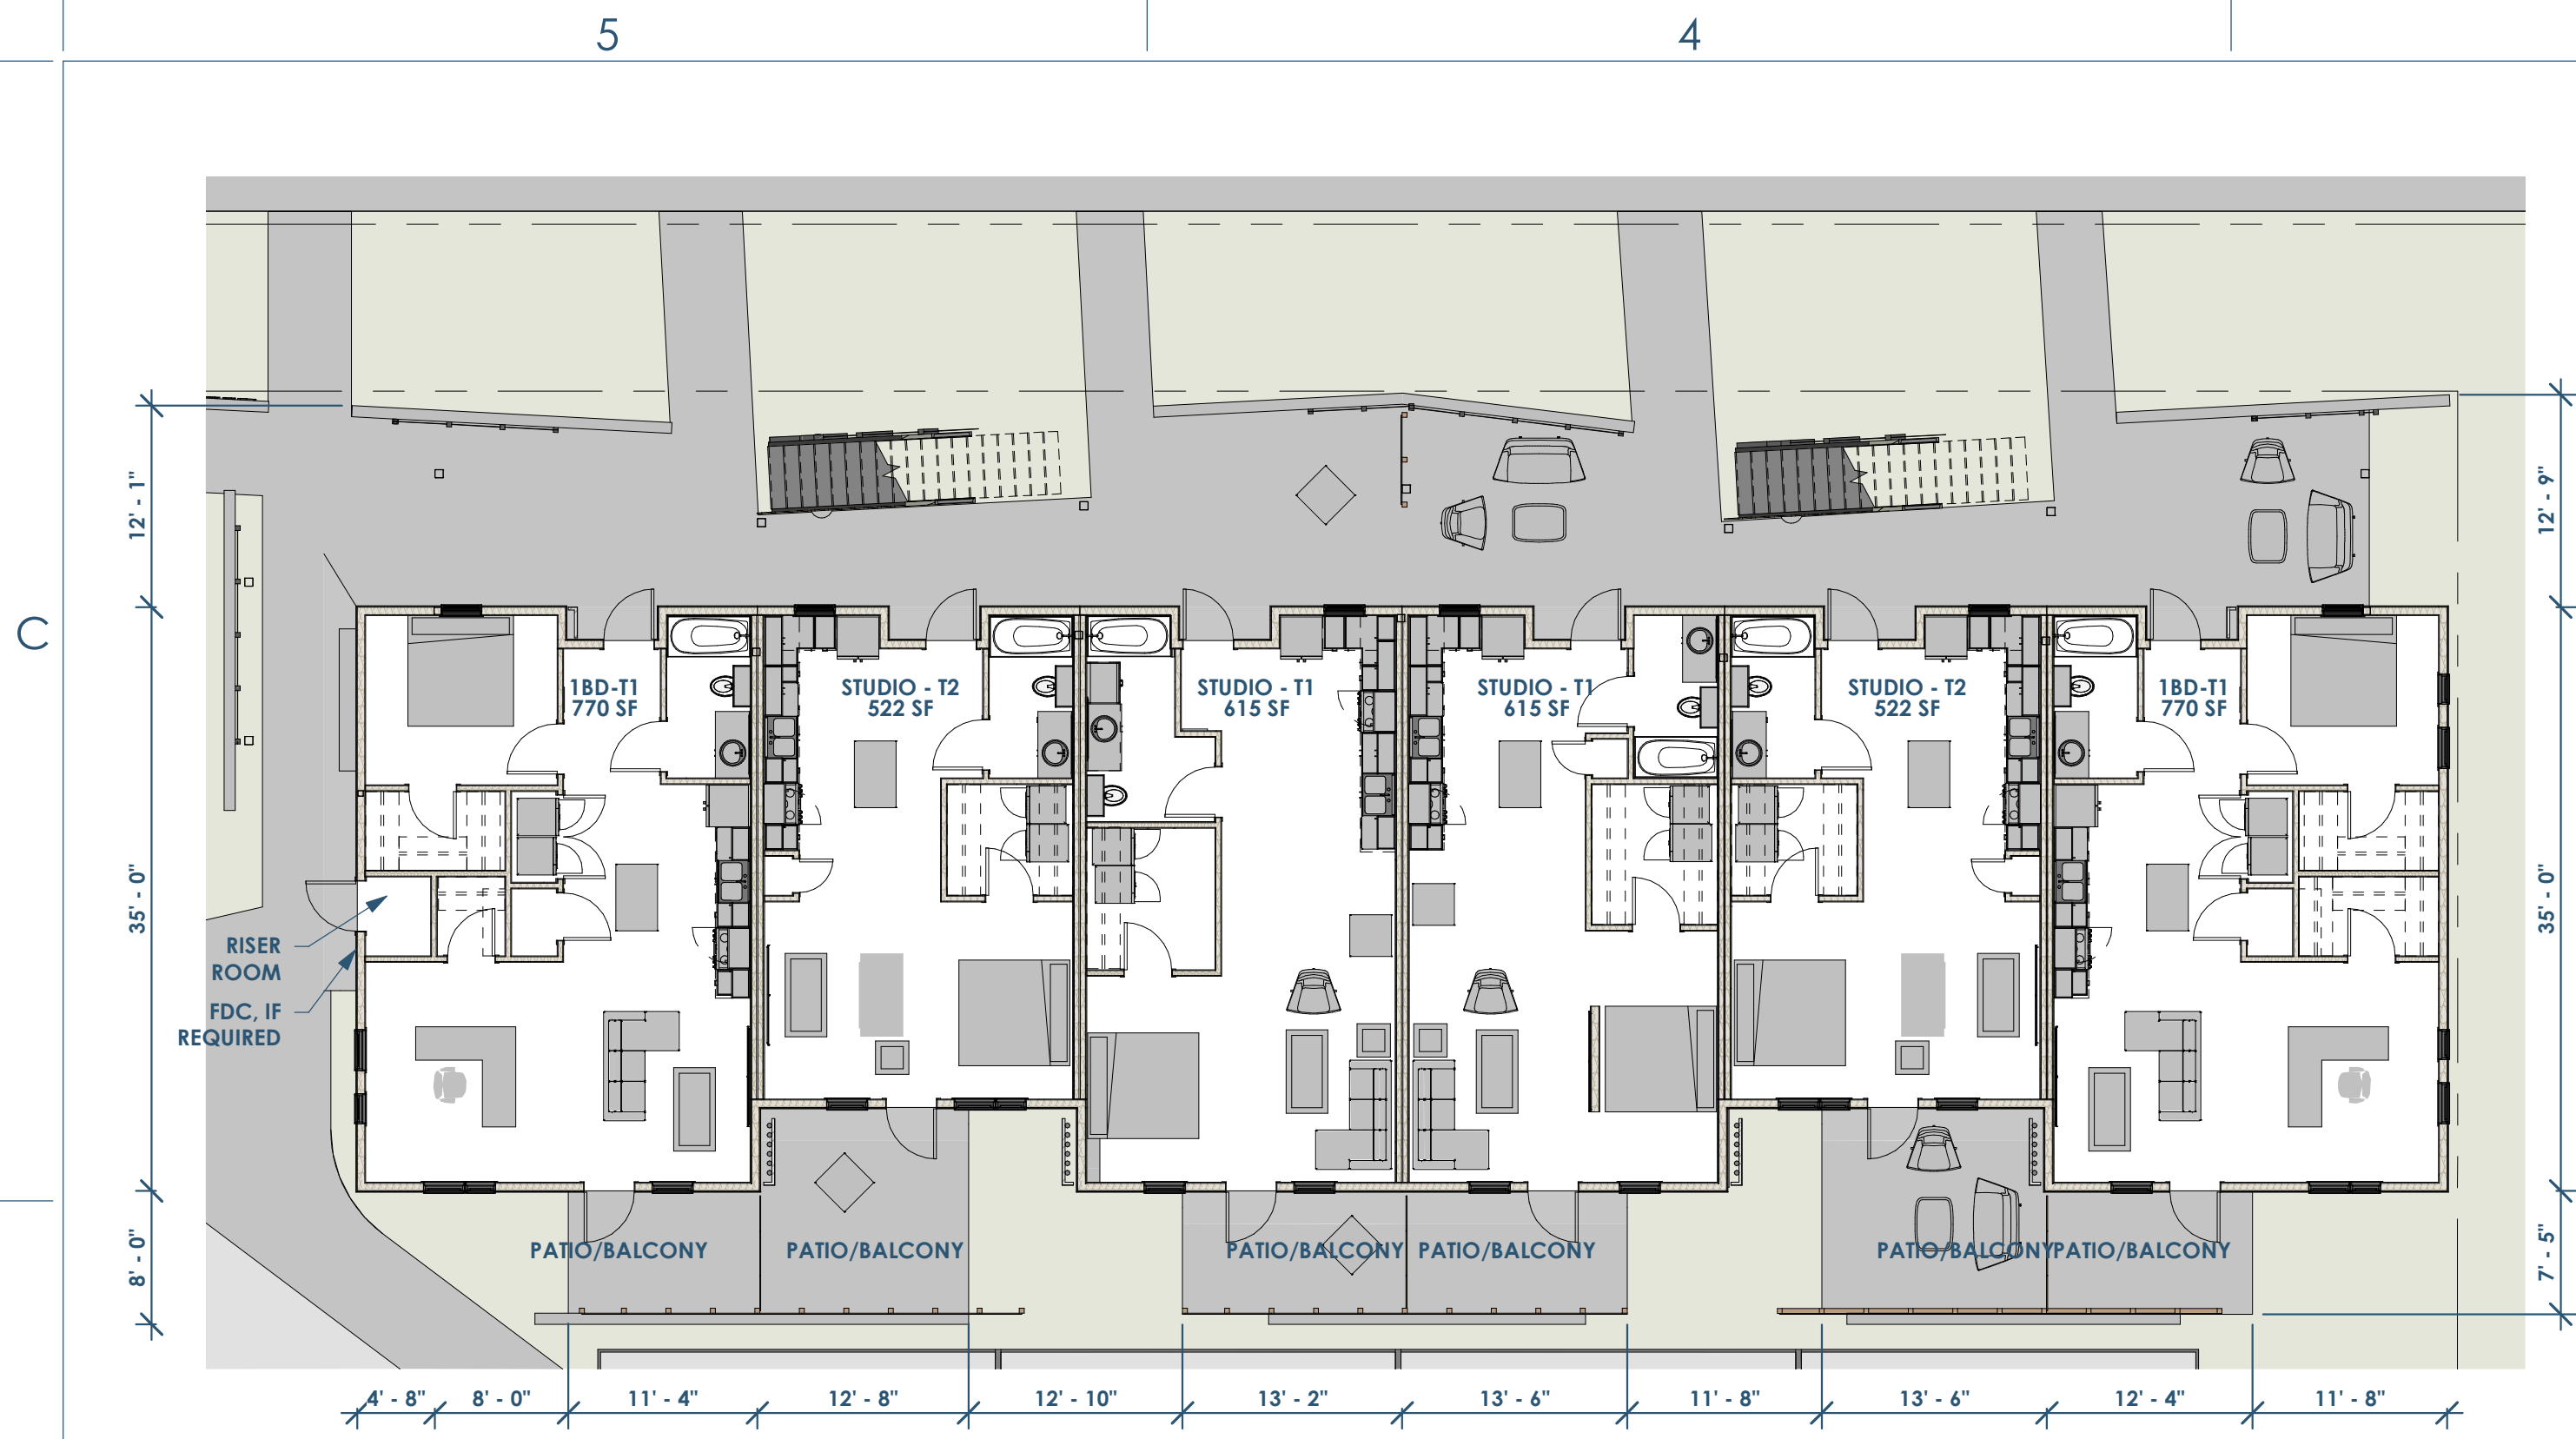 5
4
C
12' - 1"
12' - 9"
1BD-T1
770 SF
STUDIO - T2
522 SF
STUDIO - T1
615 SF
STUDIO - T1
615 SF
STUDIO - T2
522 SF
1BD-T1
770 SF
35' - 0"
35' - 0"
RISER
ROOM
FDC, IF
REQUIRED
8' - 0"
PATIO/BALCONY
PATIO/BALCONY
PATIO/BALCONY
PATIO/BALCONY
PATIO/BALCONY
PATIO/BALCONY
7' - 5"
4' - 8"
8' - 0"
11' - 4"
12' - 8"
12' - 10"
13' - 2"
13' - 6"
11' - 8"
13' - 6"
12' - 4"
11' - 8"